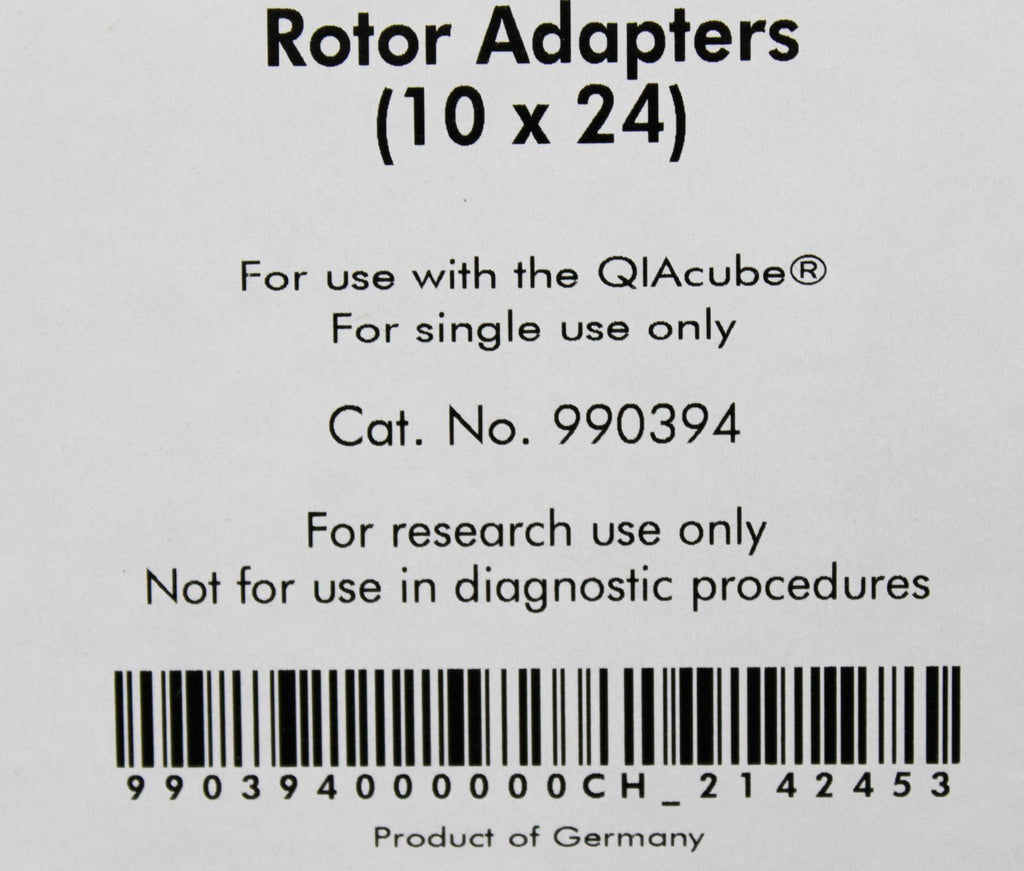 Rotor Adapters
(10 x 24)
For use with the QIAcube®
For single use only
Cat. No. 990394
For research use only
Not for use in diagnostic procedures
990394000000CH_2142453
Product of Germany